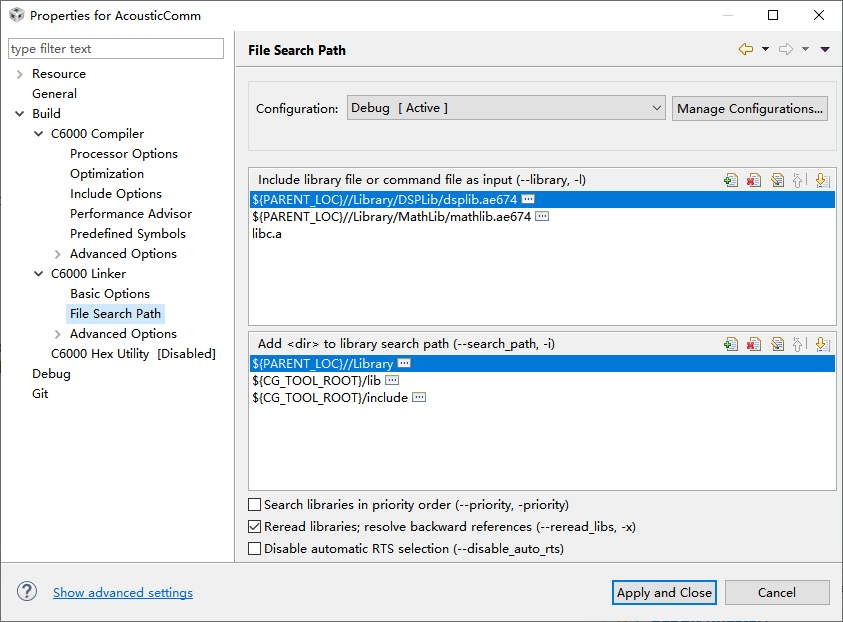 Properties for AcousticComm
type filter text
Resource
General
Build
C6000 Compiler
Processor Options
Optimization
Include Options
Performance Advisor
Predefined Symbols
Advanced Options
C6000 Linker
Basic Options
File Search Path
Advanced Options
C6000 Hex Utility [Disabled]
Debug
Git
File Search Path
Configuration: Debug [ Active ] Manage Configurations...
Include library file or command file as input (--library, -l)
${PARENT_LOC}//Library/DSPLib/dsplib.ae674
${PARENT_LOC}//Library/MathLib/mathlib.ae674
libc.a
Add <dir> to library search path (--search_path, -i)
${PARENT_LOC}//Library
${CG_TOOL_ROOT}/lib
${CG_TOOL_ROOT}/include
Search libraries in priority order (--priority, -priority)
Reread libraries; resolve backward references (--reread_libs, -x)
Disable automatic RTS selection (--disable_auto_rts)
? Show advanced settings Apply and Close Cancel